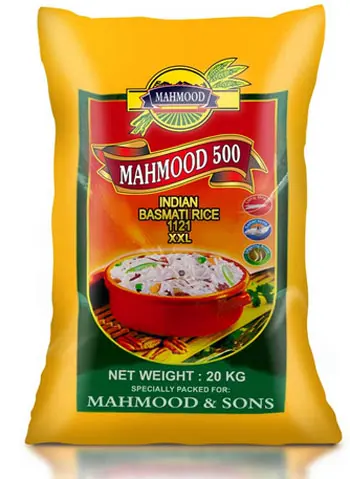 MAHMOOD
MAHMOOD 500
INDIAN
BASMATI RICE
1121
XXL
NET WEIGHT : 20 KG
SPECIALLY PACKED FOR:
MAHMOOD & SONS